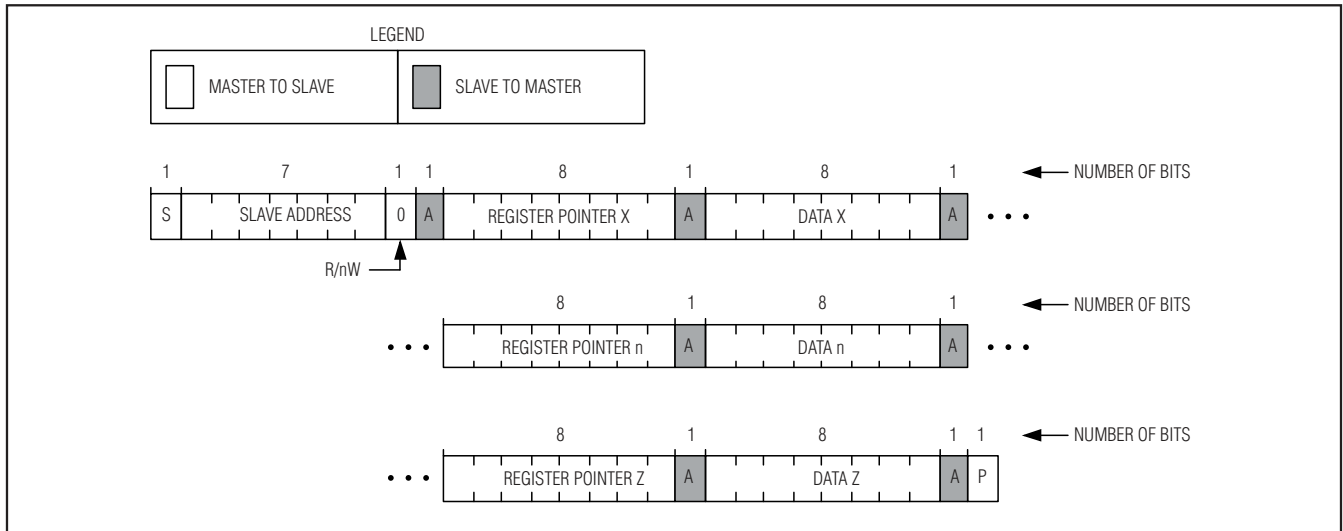 LEGEND
MASTER TO SLAVE SLAVE TO MASTER
1 7 1 1 8 1 8 1 NUMBER OF BITS
S SLAVE ADDRESS 0 A REGISTER POINTER X A DATA X A • • •
R/nW
8 1 8 1 NUMBER OF BITS
• • • REGISTER POINTER n A DATA n A • • •
8 1 8 1 1 NUMBER OF BITS
• • • REGISTER POINTER Z A DATA Z A P